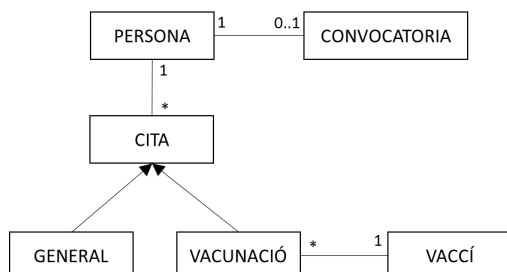 PERSONA 1 0..1 CONVOCATORIA
1
*
CITA
GENERAL VACUNACIÓ * 1 VACCÍ